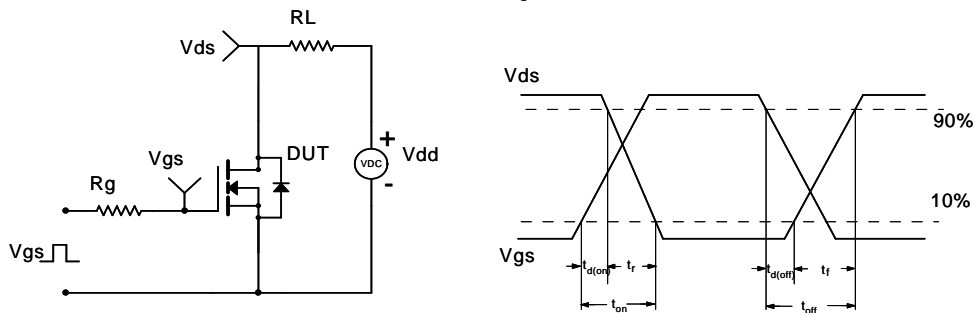 RL
Vds
Vgs
DUT
Rg
VDC
+
-
Vdd
Vgs
Vds
90%
10%
Vgs
td(on)
tr
ton
td(off)
tf
toff